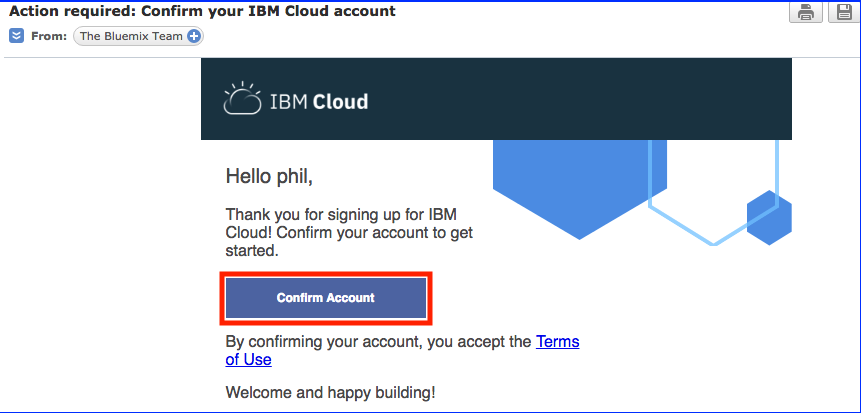 Action required: Confirm your IBM Cloud account
From: The Bluemix Team
IBM Cloud
Hello phil,
Thank you for signing up for IBM
Cloud! Confirm your account to get
started.
Confirm Account
By confirming your account, you accept the Terms
of Use
Welcome and happy building!